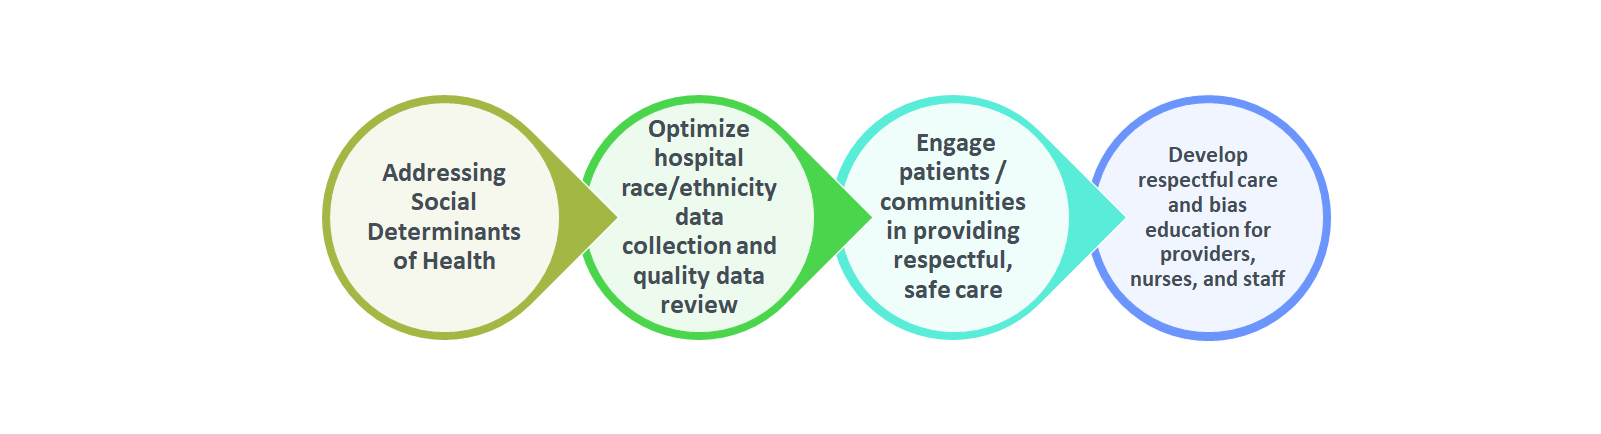 Addressing
Social
Determinants
of Health
Optimize
hospital
race/ethnicity
data
collection and
quality data
review
Engage
patients /
communities
in providing
respectful,
safe care
Develop
respectful care
and bias
education for
providers,
nurses, and staff